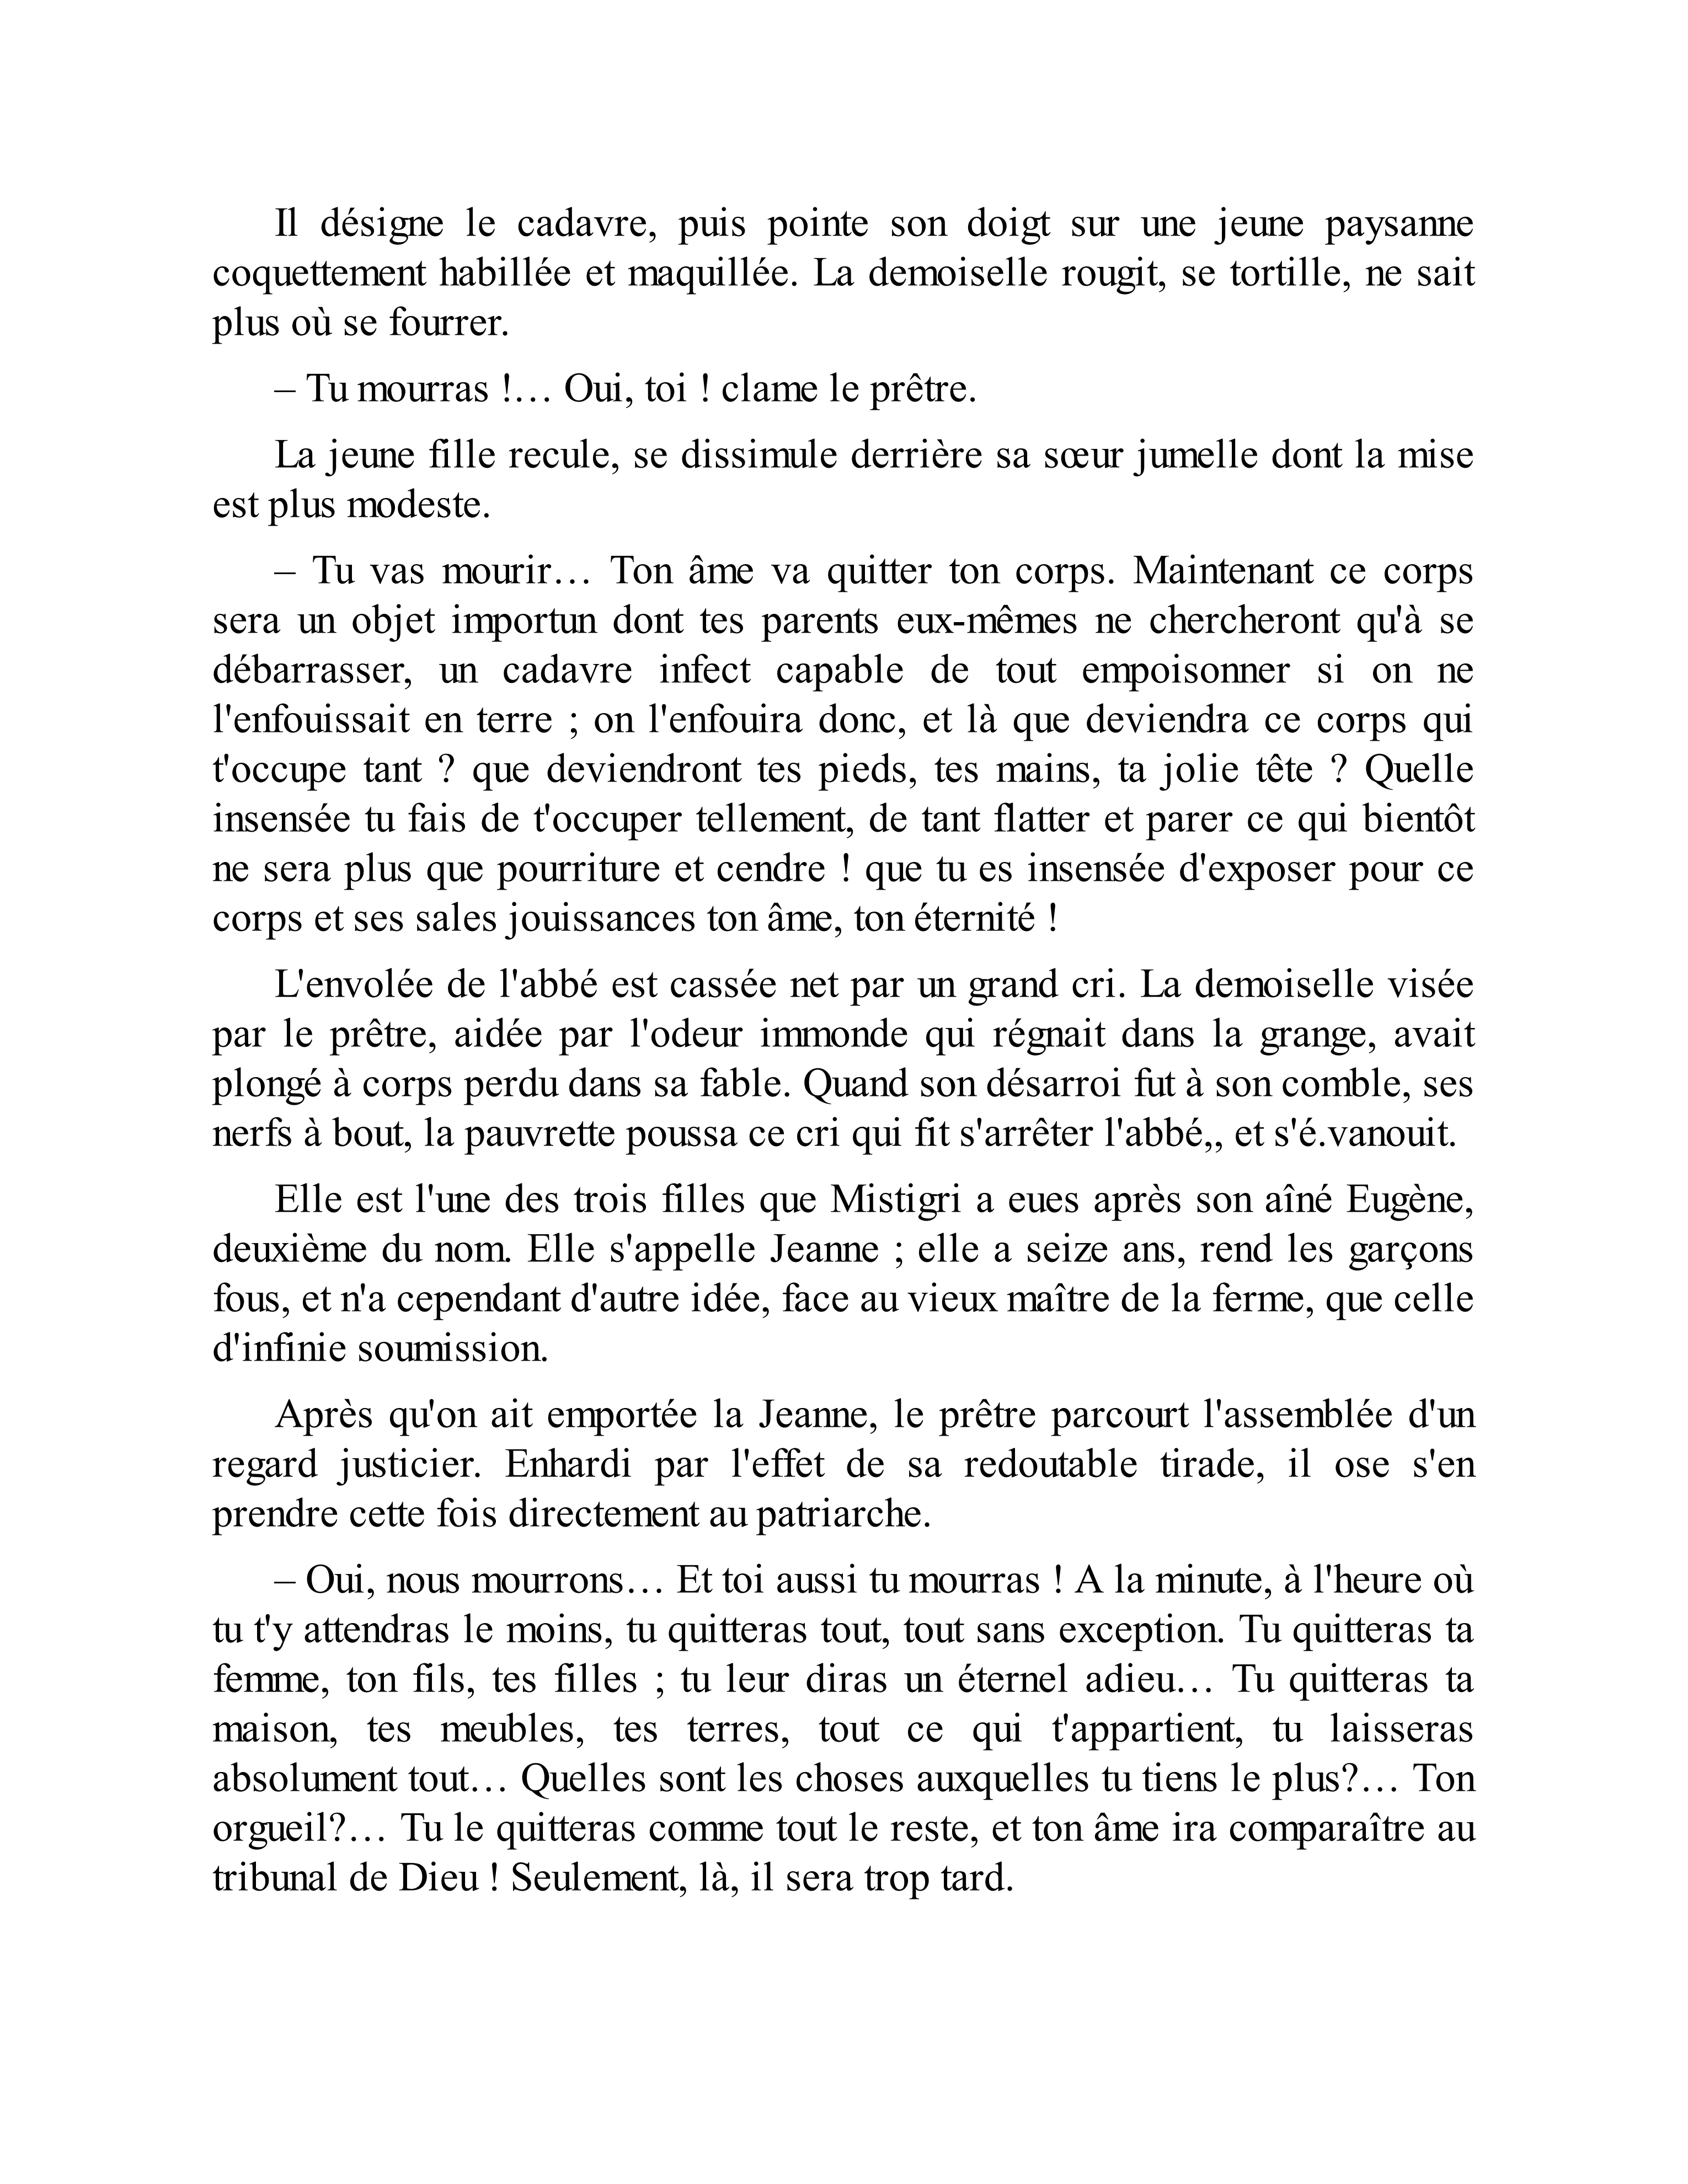 Il désigne le cadavre, puis pointe son doigt sur une jeune paysanne
coquettement habillée et maquillée. La demoiselle rougit, se tortille, ne sait
plus où se fourrer.
– Tu mourras !… Oui, toi ! clame le prêtre.
La jeune fille recule, se dissimule derrière sa sœur jumelle dont la mise
est plus modeste.
– Tu vas mourir… Ton âme va quitter ton corps. Maintenant ce corps
sera un objet importun dont tes parents eux-mêmes ne chercheront qu'à se
débarrasser, un cadavre infect capable de tout empoisonner si on ne
l'enfouissait en terre ; on l'enfouira donc, et là que deviendra ce corps qui
t'occupe tant ? que deviendront tes pieds, tes mains, ta jolie tête ? Quelle
insensée tu fais de t'occuper tellement, de tant flatter et parer ce qui bientôt
ne sera plus que pourriture et cendre ! que tu es insensée d'exposer pour ce
corps et ses sales jouissances ton âme, ton éternité !
L'envolée de l'abbé est cassée net par un grand cri. La demoiselle visée
par le prêtre, aidée par l'odeur immonde qui régnait dans la grange, avait
plongé à corps perdu dans sa fable. Quand son désarroi fut à son comble, ses
nerfs à bout, la pauvrette poussa ce cri qui fit s'arrêter l'abbé,, et s'é.vanouit.
Elle est l'une des trois filles que Mistigri a eues après son aîné Eugène,
deuxième du nom. Elle s'appelle Jeanne ; elle a seize ans, rend les garçons
fous, et n'a cependant d'autre idée, face au vieux maître de la ferme, que celle
d'infinie soumission.
Après qu'on ait emportée la Jeanne, le prêtre parcourt l'assemblée d'un
regard justicier. Enhardi par l'effet de sa redoutable tirade, il ose s'en
prendre cette fois directement au patriarche.
– Oui, nous mourrons… Et toi aussi tu mourras ! A la minute, à l'heure où
tu t'y attendras le moins, tu quitteras tout, tout sans exception. Tu quitteras ta
femme, ton fils, tes filles ; tu leur diras un éternel adieu… Tu quitteras ta
maison, tes meubles, tes terres, tout ce qui t'appartient, tu laisseras
absolument tout… Quelles sont les choses auxquelles tu tiens le plus?… Ton
orgueil?… Tu le quitteras comme tout le reste, et ton âme ira comparaître au
tribunal de Dieu ! Seulement, là, il sera trop tard.